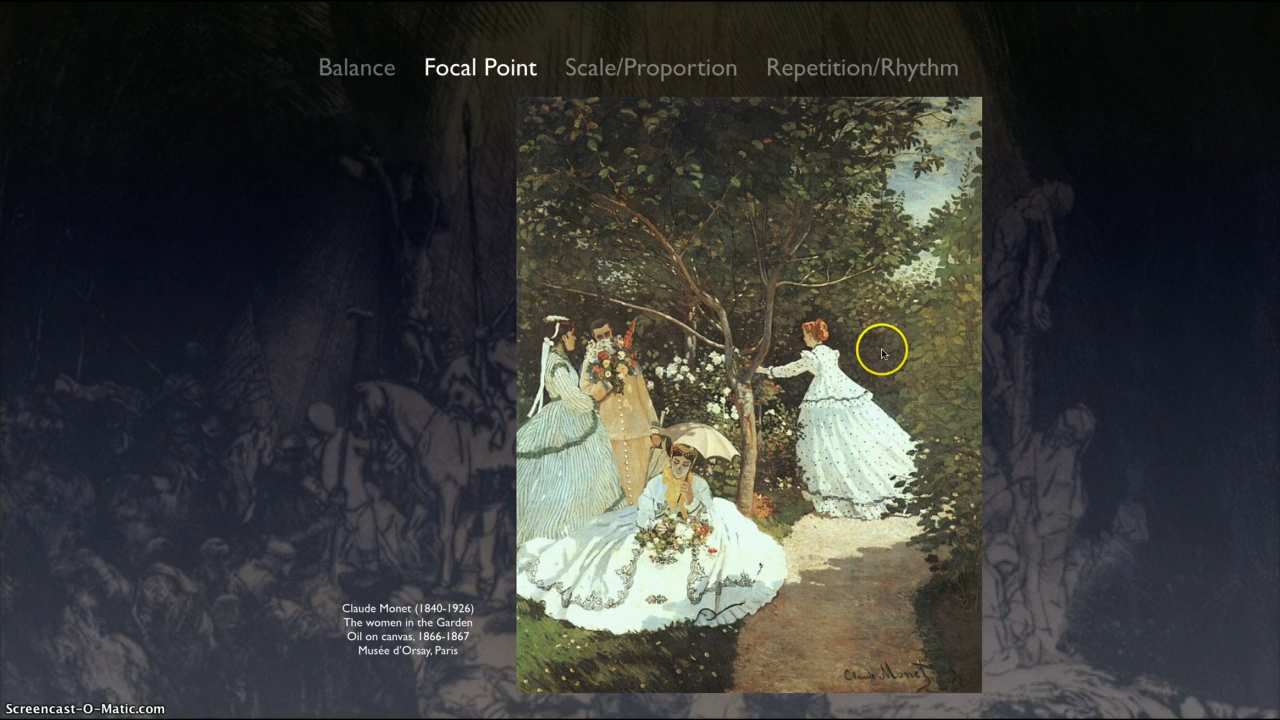 Balance Focal Point Scale/Proportion Repetition/Rhythm
Claude Monet (1840-1926)
The women in the Garden
Oil on canvas, 1866-1867
Musée d'Orsay, Paris
Claude Monet
Screencast-O-Matic.com